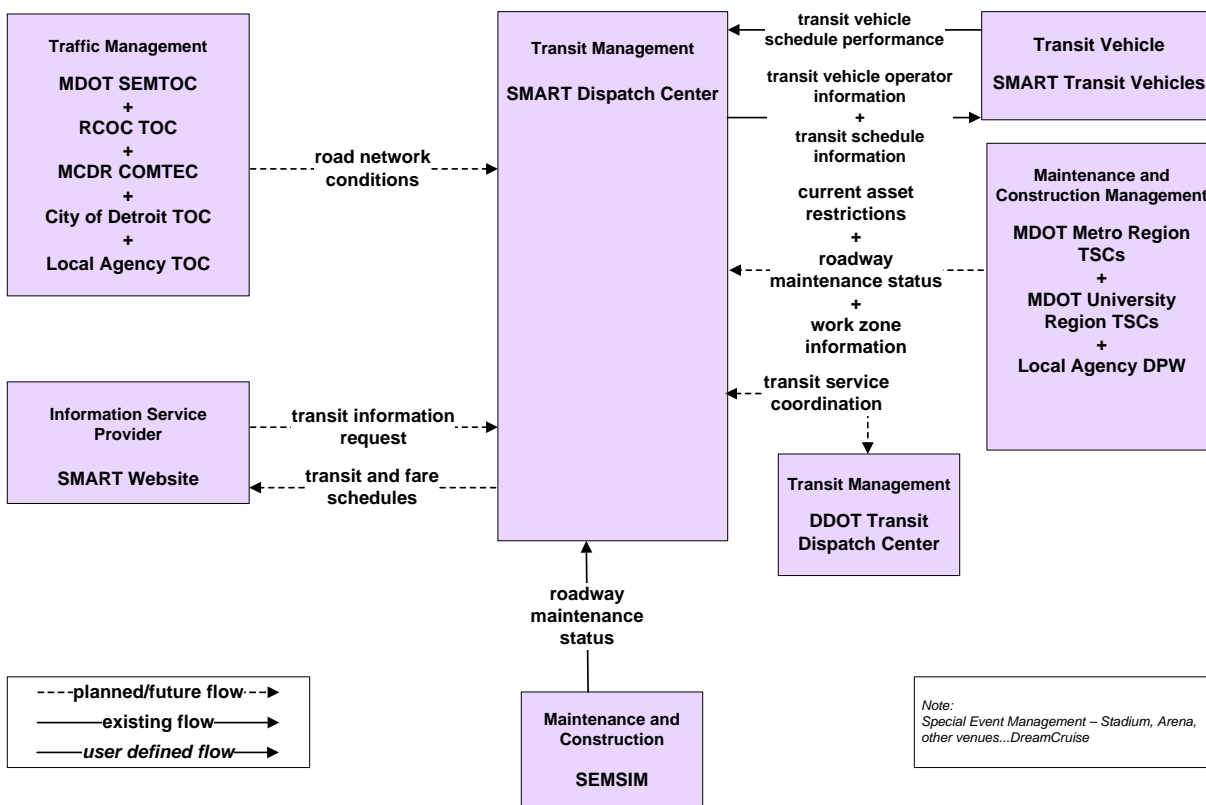 Traffic Management
MDOT SEMTOC
+
RCOC TOC
+
MCDR COMTEC
+
City of Detroit TOC
+
Local Agency TOC
road network
conditions
Transit Management
SMART Dispatch Center
transit vehicle
schedule performance
transit vehicle operator
information
+
transit schedule
information
Transit Vehicle
SMART Transit Vehicles
current asset
restrictions
+
roadway
maintenance status
+
work zone
information
Maintenance and
Construction Management
MDOT Metro Region
TSCs
+
MDOT University
Region TSCs
+
Local Agency DPW
Information Service
Provider
SMART Website
transit information
request
transit and fare
schedules
transit service
coordination
Transit Management
DDOT Transit
Dispatch Center
roadway
maintenance
status
Maintenance and
Construction
SEMSIM
planned/future flow
existing flow
user defined flow
Note:
Special Event Management – Stadium, Arena,
other venues...DreamCruise